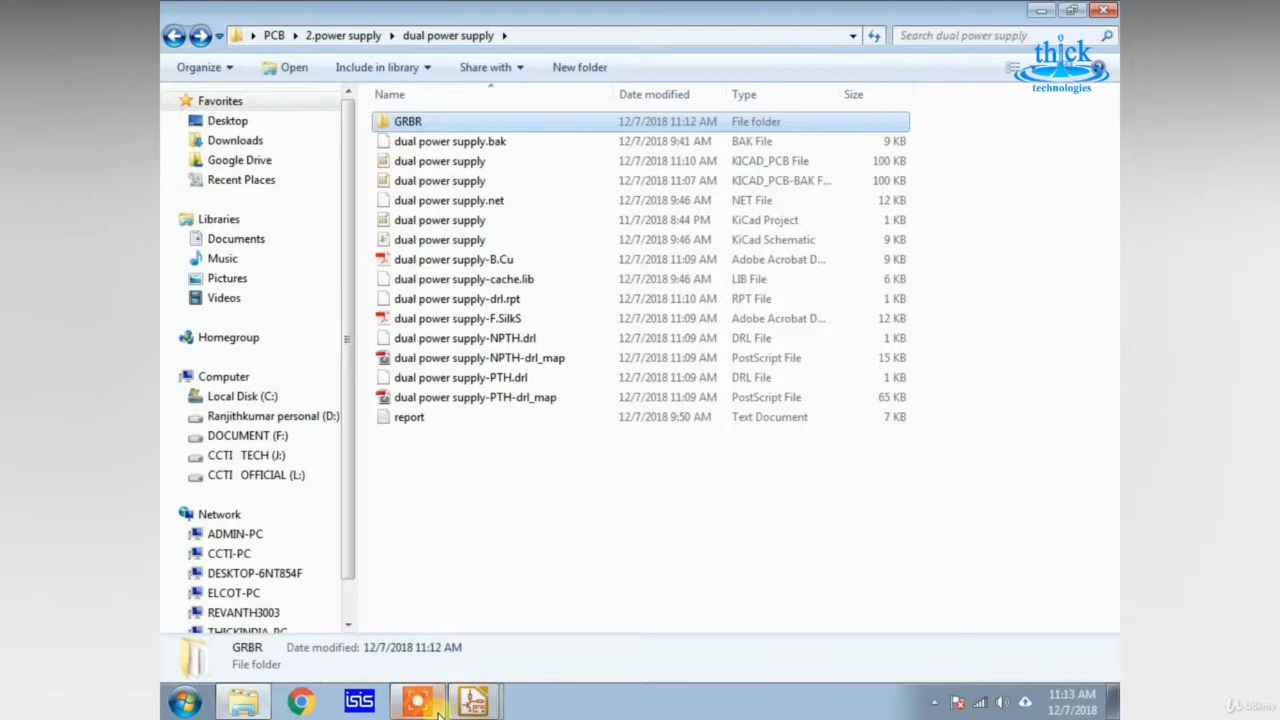 PCB 2.power supply dual power supply
Search dual power supply
thick
technologies
Organize Open Include in library Share with New folder
Name Date modified Type Size
Favorites
Desktop
Downloads
Google Drive
Recent Places
Libraries
Documents
Music
Pictures
Videos
Homegroup
Computer
Local Disk (C:)
Ranjithkumar personal (D:)
DOCUMENT (F:)
CCTI TECH (J:)
CCTI OFFICIAL (L:)
Network
ADMIN-PC
CCTI-PC
DESKTOP-6NT854F
ELCOT-PC
REVANTH3003
THICKINDIA-PC
GRBR 12/7/2018 11:12 AM File folder
dual power supply.bak 12/7/2018 9:41 AM BAK File 9 KB
dual power supply 12/7/2018 11:10 AM KICAD_PCB File 100 KB
dual power supply 12/7/2018 11:07 AM KICAD_PCB-BAK F... 100 KB
dual power supply.net 12/7/2018 9:46 AM NET File 12 KB
dual power supply 11/7/2018 8:44 PM KiCad Project 1 KB
dual power supply 12/7/2018 9:46 AM KiCad Schematic 9 KB
dual power supply-B.Cu 12/7/2018 11:09 AM Adobe Acrobat D... 9 KB
dual power supply-cache.lib 12/7/2018 9:46 AM LIB File 6 KB
dual power supply-drl.rpt 12/7/2018 11:10 AM RPT File 1 KB
dual power supply-F.SilkS 12/7/2018 11:09 AM Adobe Acrobat D... 12 KB
dual power supply-NPTH.drl 12/7/2018 11:09 AM DRL File 1 KB
dual power supply-NPTH-drl_map 12/7/2018 11:09 AM PostScript File 15 KB
dual power supply-PTH.drl 12/7/2018 11:09 AM DRL File 1 KB
dual power supply-PTH-drl_map 12/7/2018 11:09 AM PostScript File 65 KB
report 12/7/2018 9:50 AM Text Document 7 KB
GRBR Date modified: 12/7/2018 11:12 AM
File folder
isis
11:13 AM
12/7/2018
Udemy